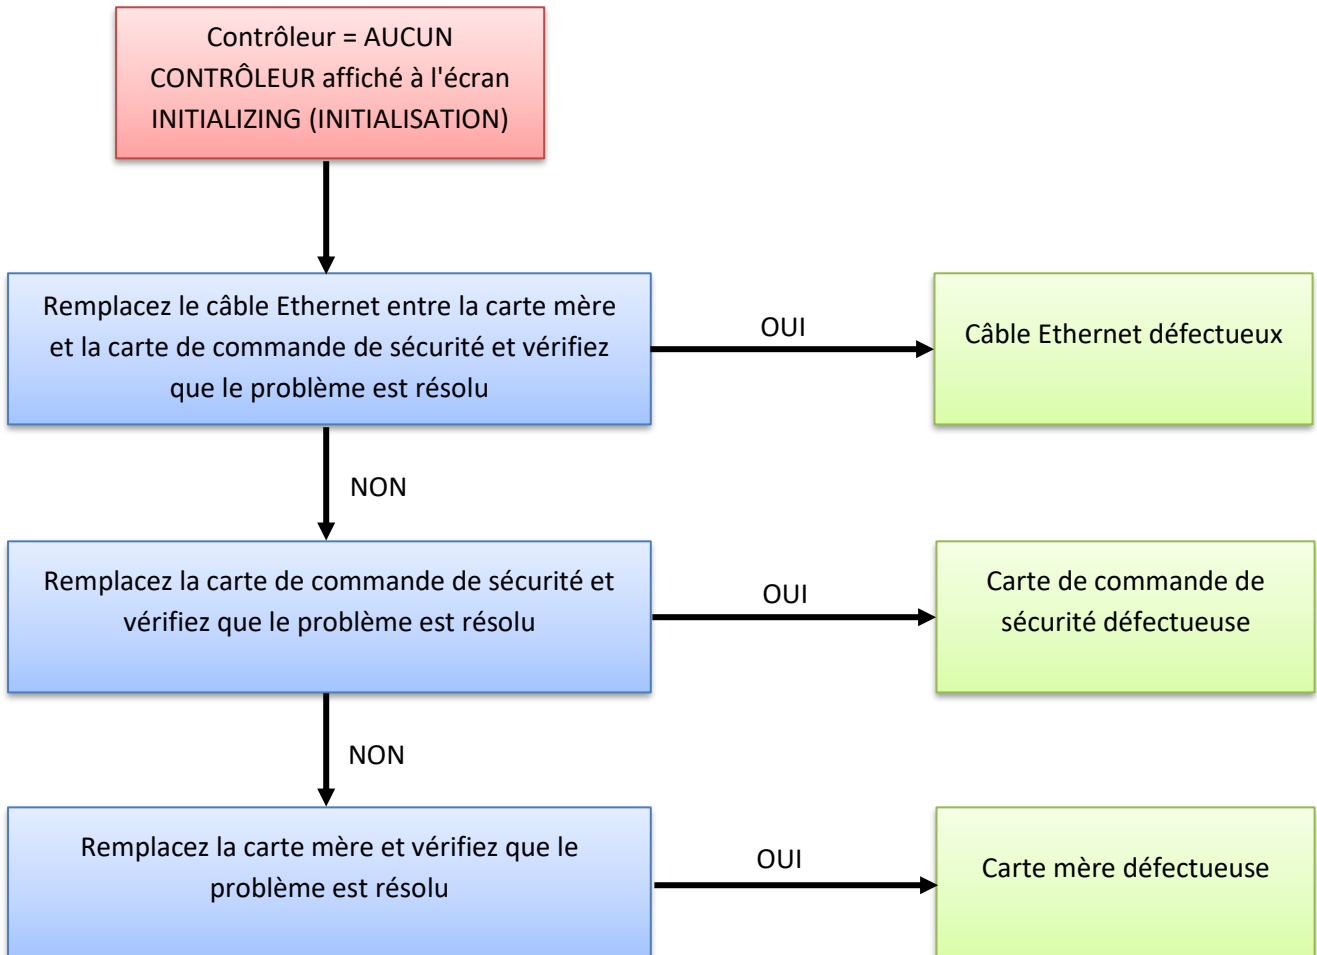 Contrôleur = AUCUN
CONTRÔLEUR affiché à l'écran
INITIALIZING (INITIALISATION)
Remplacez le câble Ethernet entre la carte mère
et la carte de commande de sécurité et vérifiez
que le problème est résolu
OUI
Câble Ethernet défectueux
NON
Remplacez la carte de commande de sécurité et
vérifiez que le problème est résolu
OUI
Carte de commande de
sécurité défectueuse
NON
Remplacez la carte mère et vérifiez que le
problème est résolu
OUI
Carte mère défectueuse